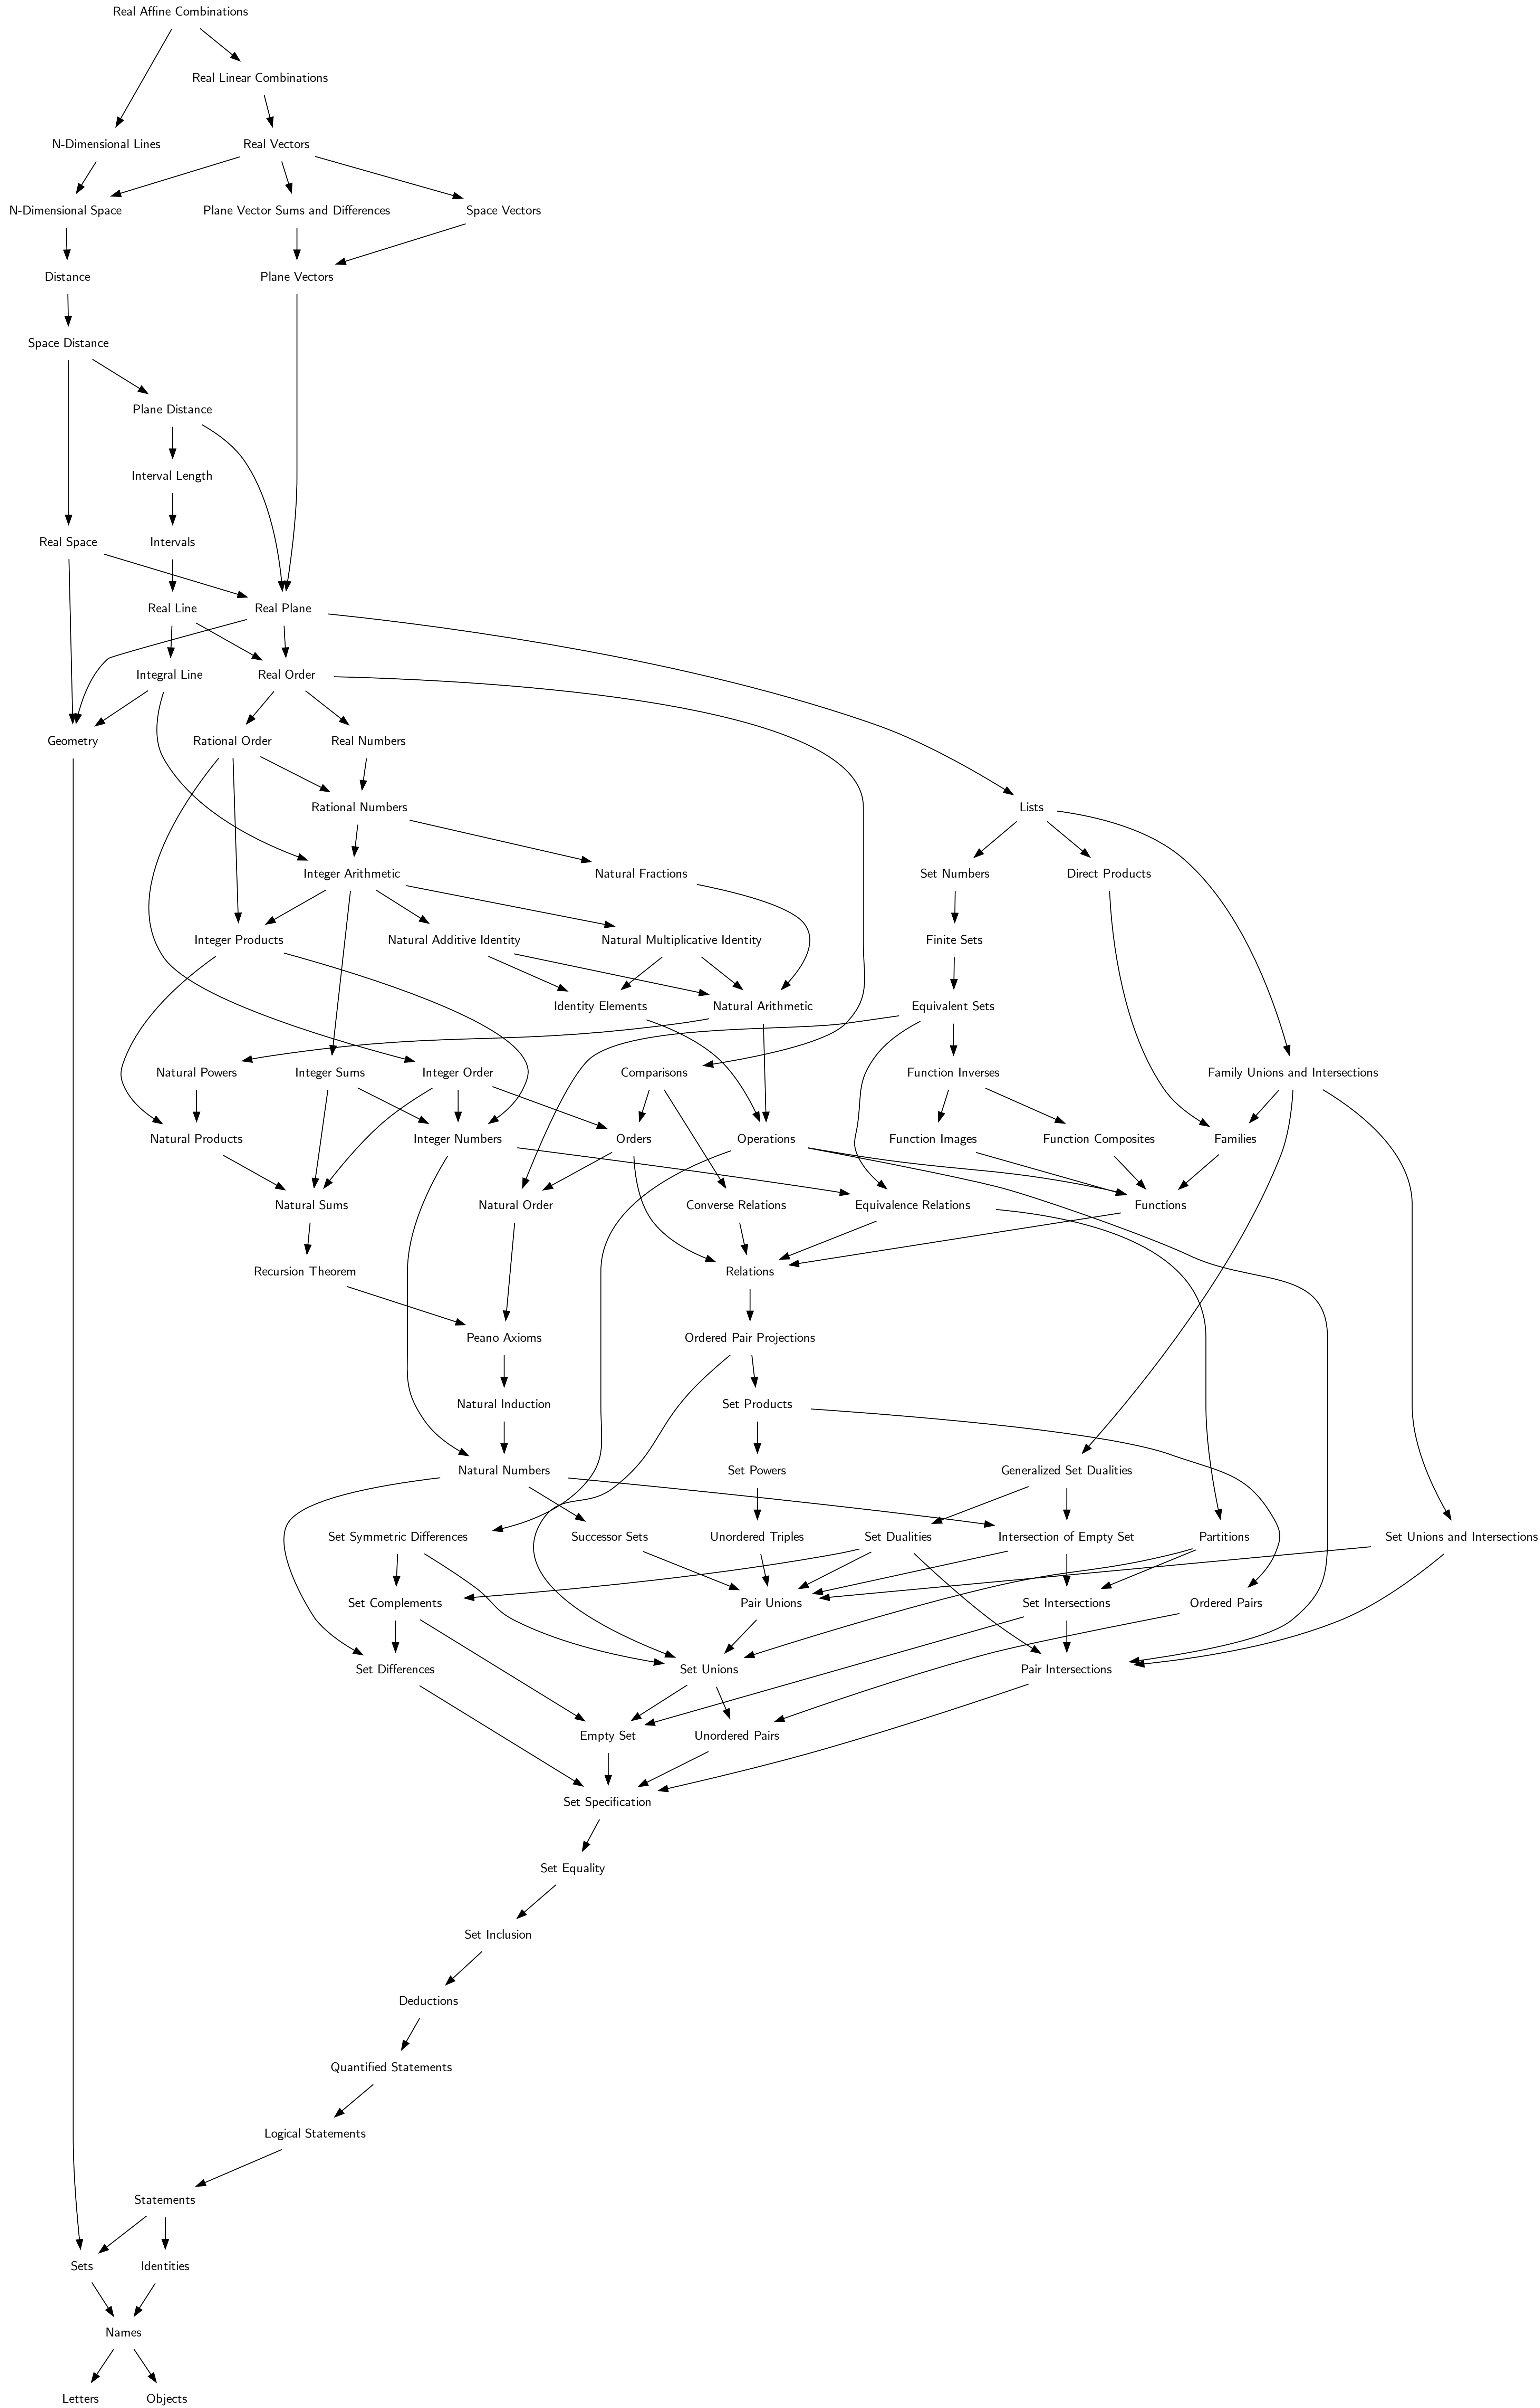 Real Affine Combinations
Real Linear Combinations
N-Dimensional Lines
Real Vectors
N-Dimensional Space
Plane Vector Sums and Differences
Space Vectors
Distance
Plane Vectors
Space Distance
Plane Distance
Interval Length
Real Space
Intervals
Real Line
Real Plane
Integral Line
Real Order
Geometry
Rational Order
Real Numbers
Rational Numbers
Lists
Integer Arithmetic
Natural Fractions
Set Numbers
Direct Products
Integer Products
Natural Additive Identity
Natural Multiplicative Identity
Finite Sets
Identity Elements
Natural Arithmetic
Equivalent Sets
Natural Powers
Integer Sums
Integer Order
Comparisons
Function Inverses
Family Unions and Intersections
Natural Products
Integer Numbers
Orders
Operations
Function Images
Function Composites
Families
Natural Sums
Natural Order
Converse Relations
Equivalence Relations
Functions
Recursion Theorem
Relations
Peano Axioms
Ordered Pair Projections
Natural Induction
Set Products
Natural Numbers
Set Powers
Generalized Set Dualities
Set Symmetric Differences
Successor Sets
Unordered Triples
Set Dualities
Intersection of Empty Set
Partitions
Set Unions and Intersections
Set Complements
Pair Unions
Set Intersections
Ordered Pairs
Set Differences
Set Unions
Pair Intersections
Empty Set
Unordered Pairs
Set Specification
Set Equality
Set Inclusion
Deductions
Quantified Statements
Logical Statements
Statements
Sets
Identities
Names
Letters
Objects